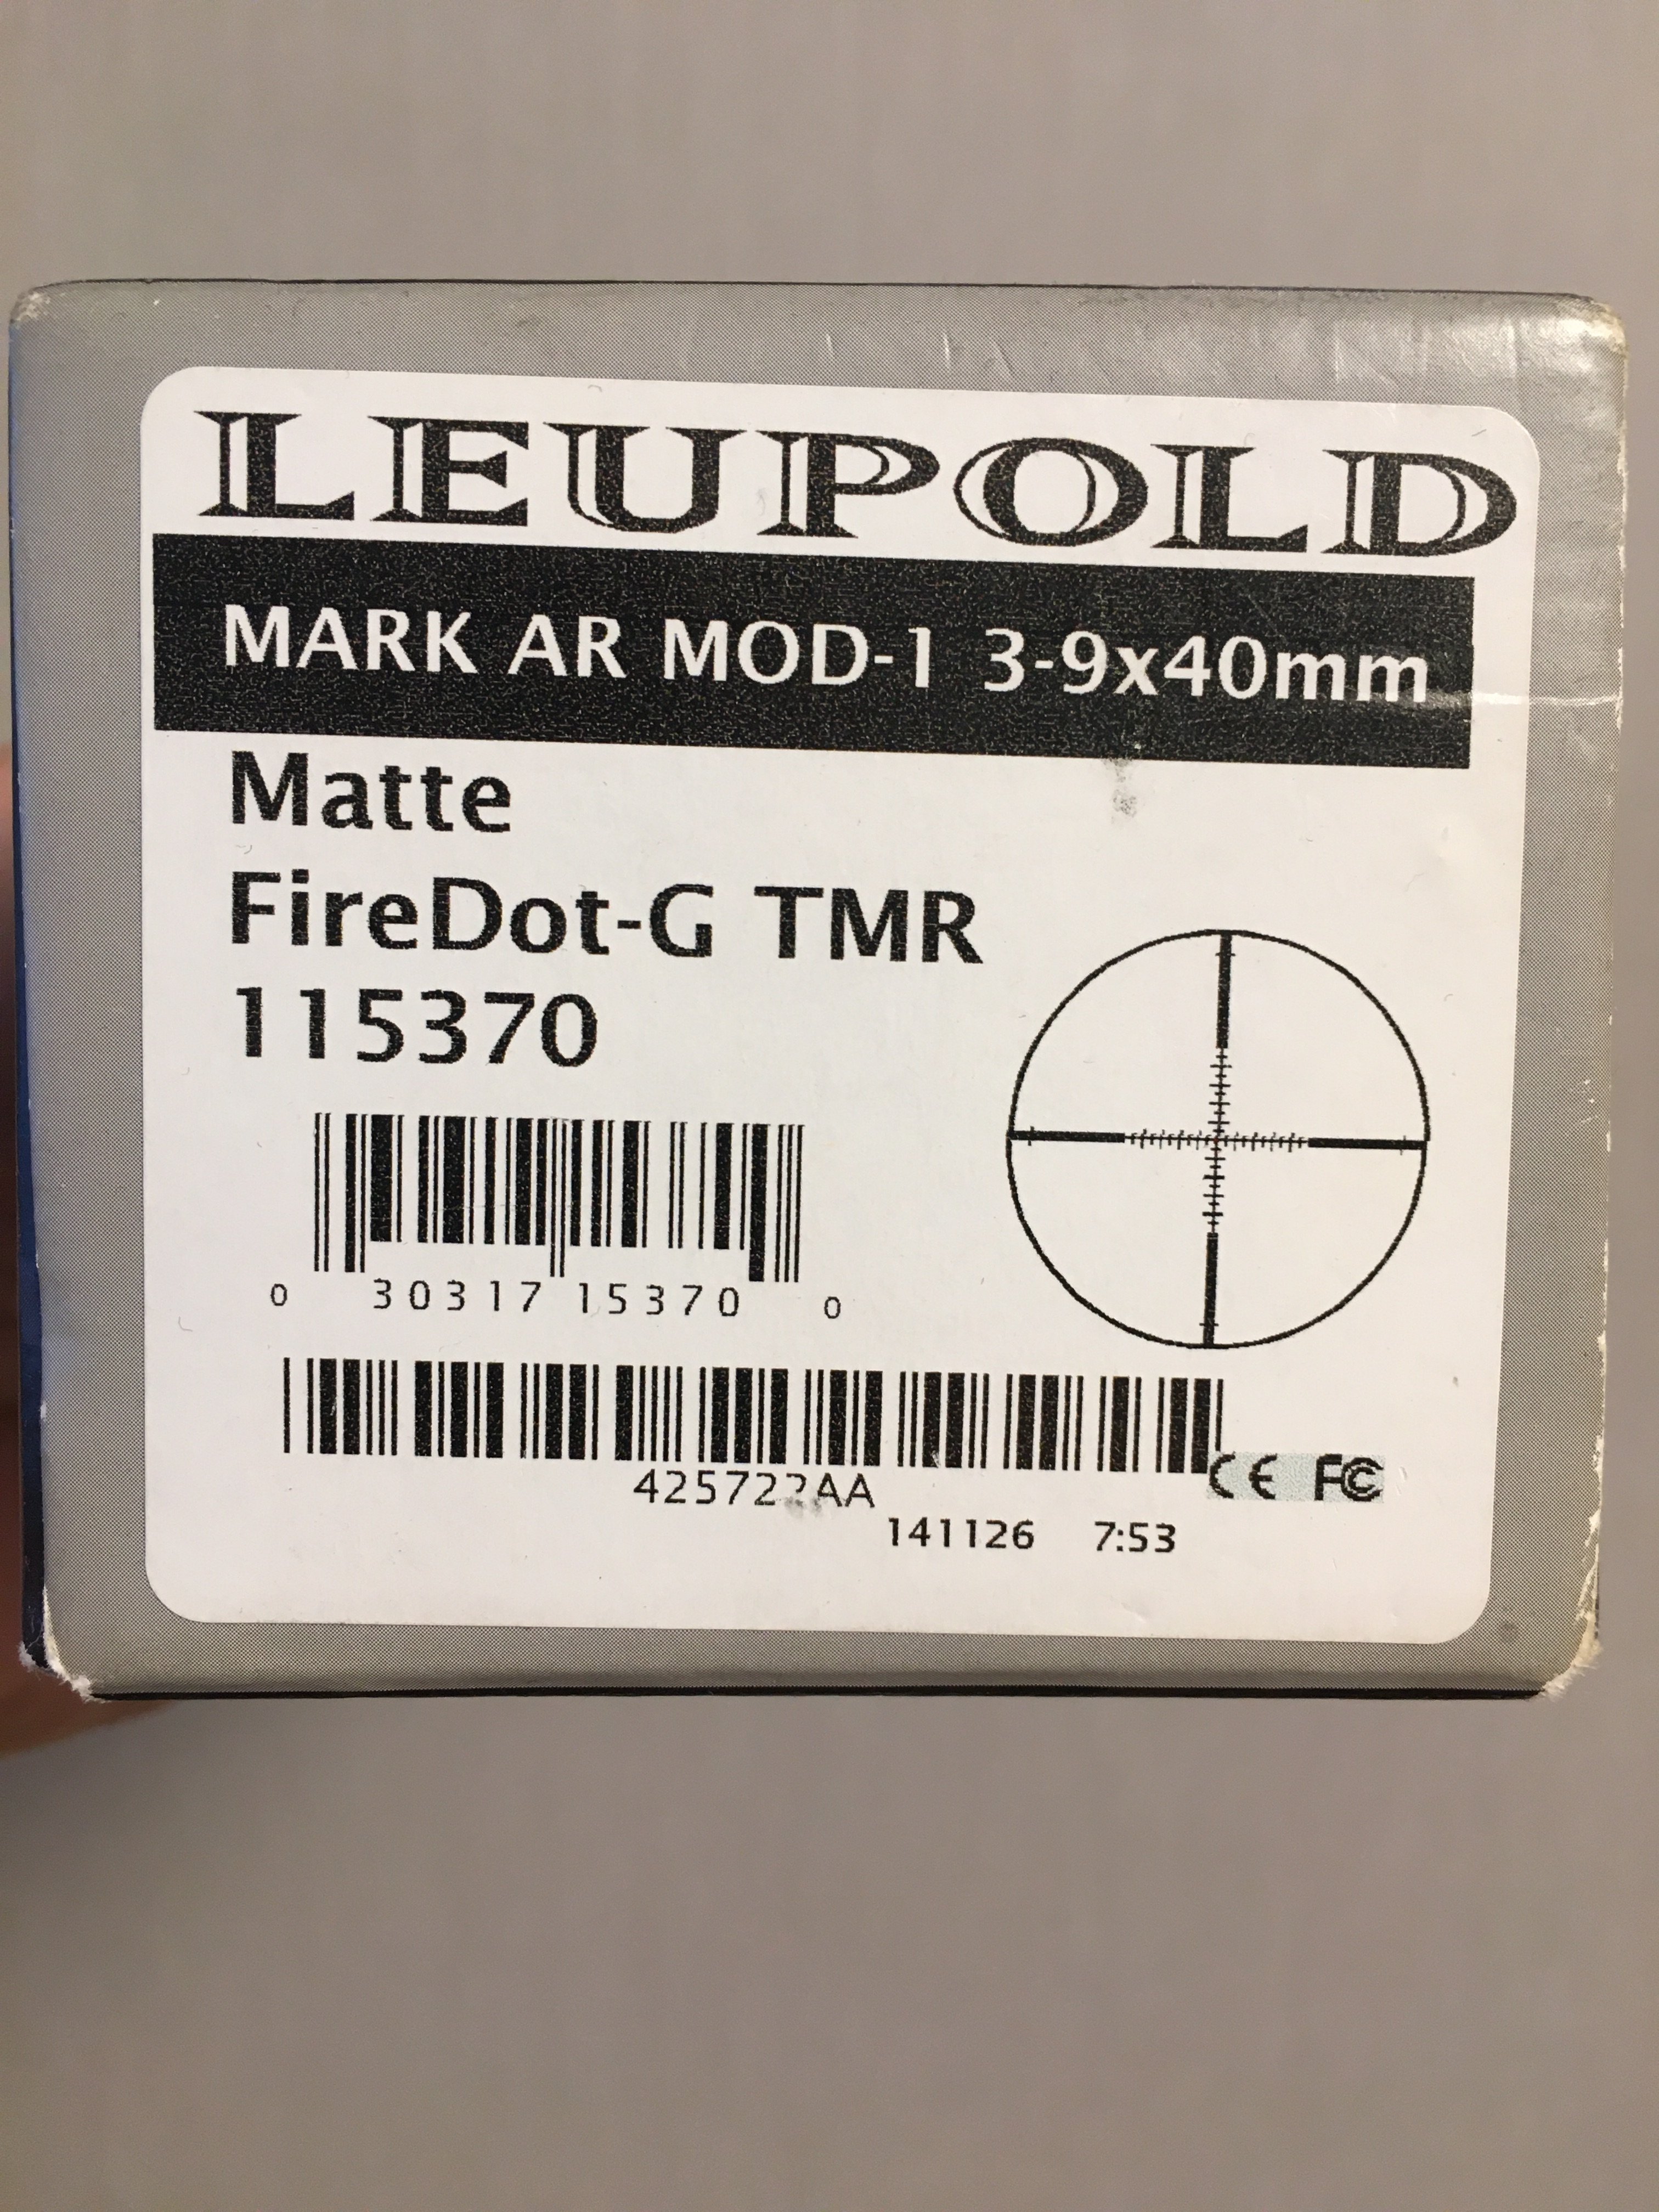 LEUPOLD
MARK AR MOD-1 3-9x40mm
Matte
FireDot-G TMR
115370
0 30317 15370 0
141126 7:53
CE FC